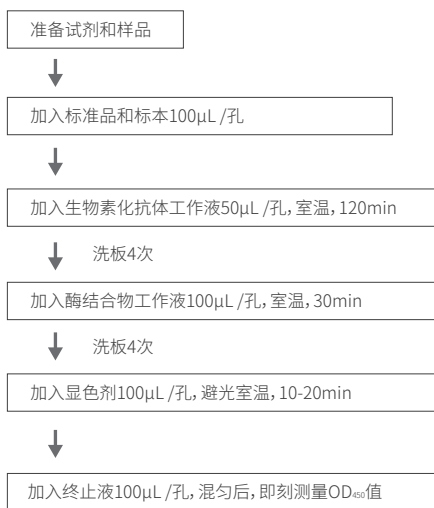 准备试剂和样品
加入标准品和标本100μL /孔
加入生物素化抗体工作液50μL /孔, 室温, 120min
洗板4次
加入酶结合物工作液100μL /孔, 室温, 30min
洗板4次
加入显色剂100μL /孔, 避光室温, 10-20min
加入终止液100μL /孔, 混匀后, 即刻测量OD₄₅₀值